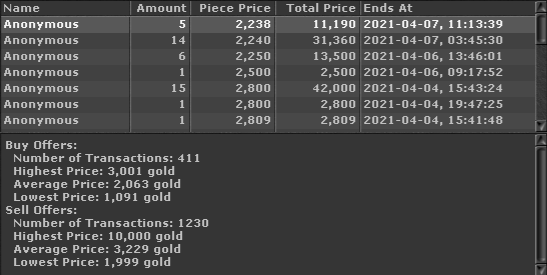 Name Amount Piece Price Total Price Ends At
Anonymous 5 2,238 11,190 2021-04-07, 11:13:39
Anonymous 14 2,240 31,360 2021-04-07, 03:45:30
Anonymous 6 2,250 13,500 2021-04-06, 13:46:01
Anonymous 1 2,500 2,500 2021-04-06, 09:17:52
Anonymous 15 2,800 42,000 2021-04-04, 15:43:24
Anonymous 1 2,800 2,800 2021-04-04, 19:47:25
Anonymous 1 2,809 2,809 2021-04-04, 15:41:48
Buy Offers:
Number of Transactions: 411
Highest Price: 3,001 gold
Average Price: 2,063 gold
Lowest Price: 1,091 gold
Sell Offers:
Number of Transactions: 1230
Highest Price: 10,000 gold
Average Price: 3,229 gold
Lowest Price: 1,999 gold